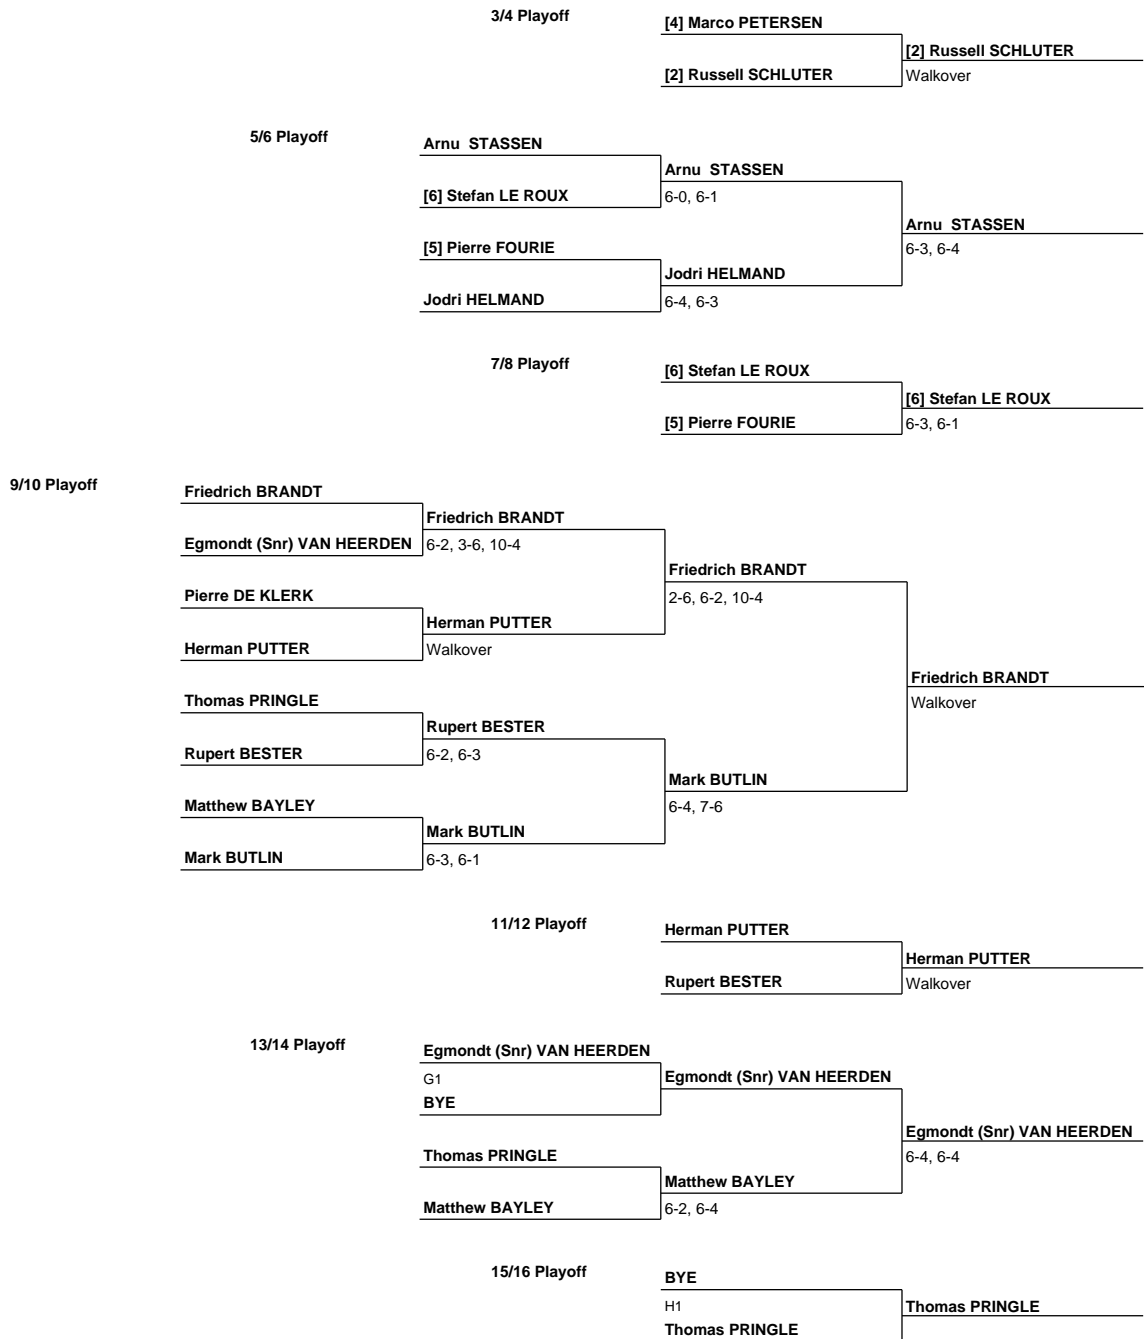 3/4 Playoff
[4] Marco PETERSEN
[2] Russell SCHLUTER
[2] Russell SCHLUTER
Walkover
5/6 Playoff
Arnu  STASSEN
Arnu  STASSEN
[6] Stefan LE ROUX
6-0, 6-1
Arnu  STASSEN
[5] Pierre FOURIE
6-3, 6-4
Jodri HELMAND
Jodri HELMAND
6-4, 6-3
7/8 Playoff
[6] Stefan LE ROUX
[6] Stefan LE ROUX
[5] Pierre FOURIE
6-3, 6-1
9/10 Playoff
Friedrich BRANDT
Friedrich BRANDT
Egmondt (Snr) VAN HEERDEN
6-2, 3-6, 10-4
Friedrich BRANDT
Pierre DE KLERK
2-6, 6-2, 10-4
Herman PUTTER
Herman PUTTER
Walkover
Friedrich BRANDT
Thomas PRINGLE
Walkover
Rupert BESTER
Rupert BESTER
6-2, 6-3
Mark BUTLIN
Matthew BAYLEY
6-4, 7-6
Mark BUTLIN
Mark BUTLIN
6-3, 6-1
11/12 Playoff
Herman PUTTER
Herman PUTTER
Rupert BESTER
Walkover
13/14 Playoff
Egmondt (Snr) VAN HEERDEN
Egmondt (Snr) VAN HEERDEN
G1
BYE
Egmondt (Snr) VAN HEERDEN
Thomas PRINGLE
6-4, 6-4
Matthew BAYLEY
Matthew BAYLEY
6-2, 6-4
15/16 Playoff
BYE
H1
Thomas PRINGLE
Thomas PRINGLE